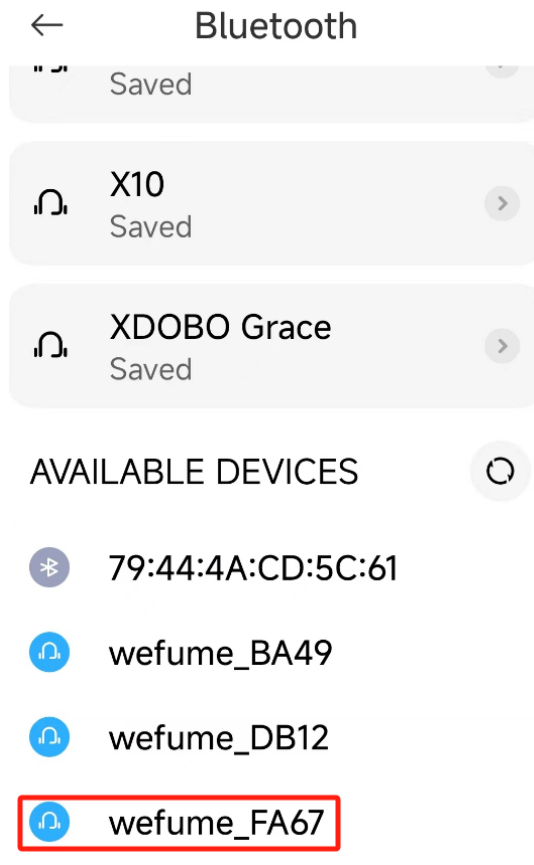 Bluetooth
Saved
X10
Saved
XDOBO Grace
Saved
AVAILABLE DEVICES
79:44:4A:CD:5C:61
wefume_BA49
wefume_DB12
wefume_FA67